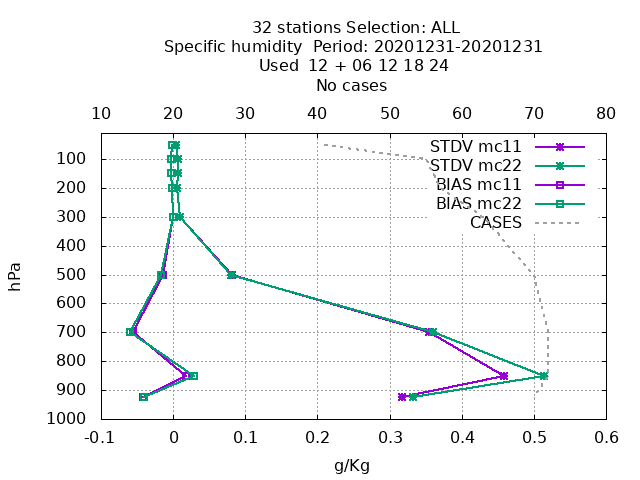 32 stations Selection: ALL
Specific humidity  Period: 20201231-20201231
Used  12 + 06 12 18 24
No cases
10 20 30 40 50 60 70 80
STDV mc11
STDV mc22
BIAS mc11
BIAS mc22
CASES
100
200
300
400
500
600
700
800
900
1000
hPa
-0.1 0 0.1 0.2 0.3 0.4 0.5 0.6
g/Kg